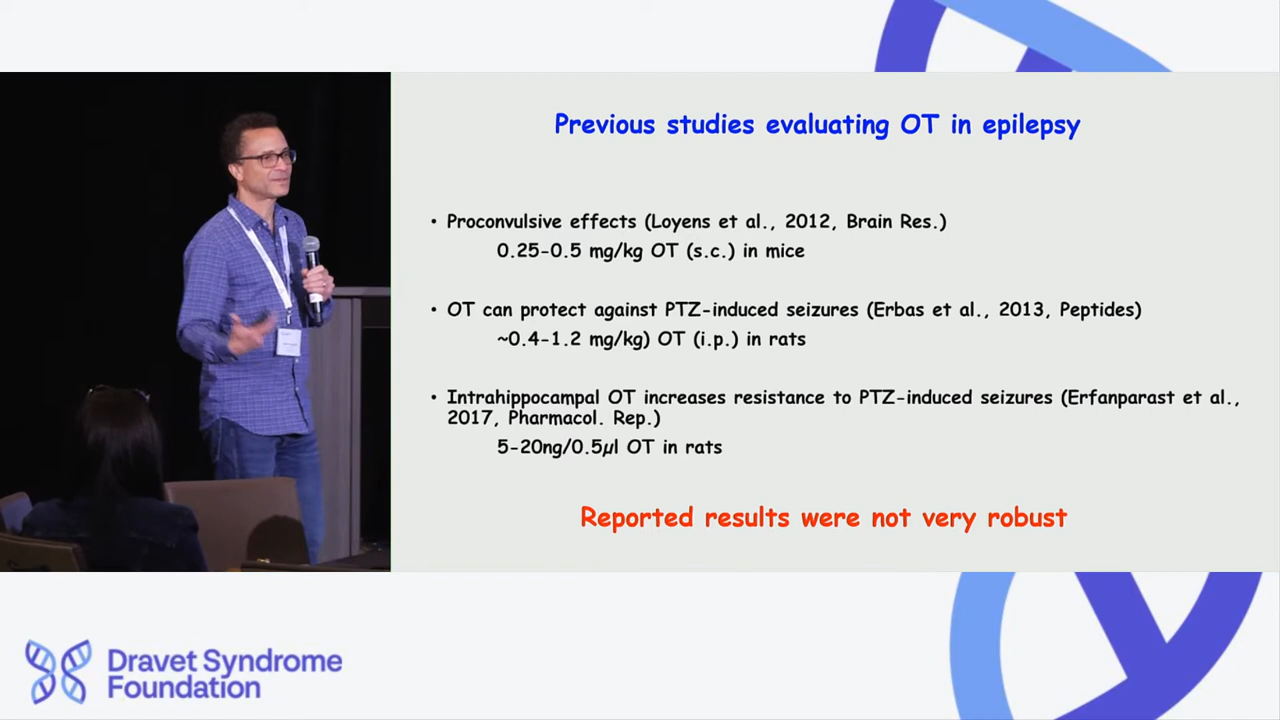 Previous studies evaluating OT in epilepsy
• Proconvulsive effects (Loyens et al., 2012, Brain Res.)
0.25-0.5 mg/kg OT (s.c.) in mice
• OT can protect against PTZ-induced seizures (Erbas et al., 2013, Peptides)
~0.4-1.2 mg/kg) OT (i.p.) in rats
• Intrahippocampal OT increases resistance to PTZ-induced seizures (Erfanparast et al.,
2017, Pharmacol. Rep.)
5-20ng/0.5µl OT in rats
Reported results were not very robust
Dravet Syndrome
Foundation